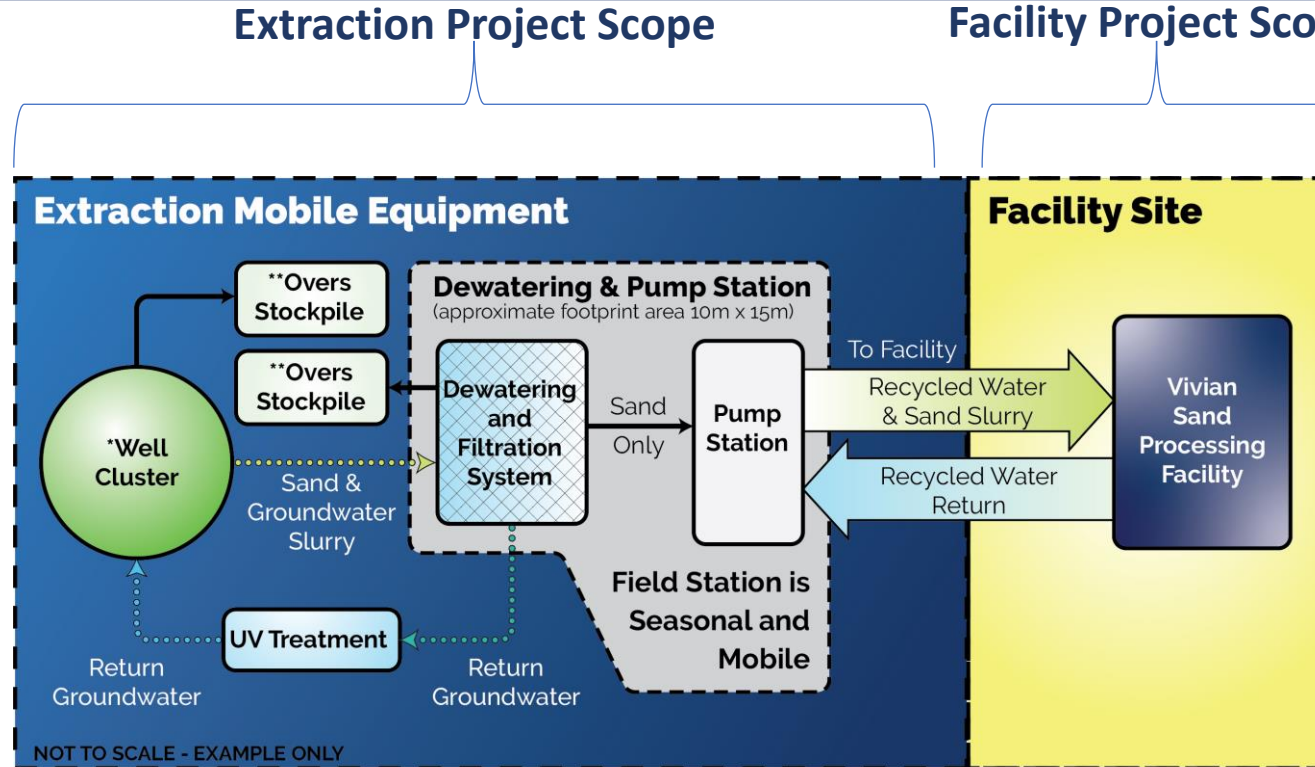 Extraction Project Scope
Facility Project Sco
Extraction Mobile Equipment
Facility Site
**Overs
Stockpile
**Overs
Stockpile
*Well
Cluster
Sand &
Groundwater
Slurry
Dewatering & Pump Station
(approximate footprint area 10m x 15m)
Dewatering
and
Filtration
System
Sand
Only
Pump
Station
To Facility
Recycled Water
& Sand Slurry
Recycled Water
Return
Vivian
Sand
Processing
Facility
Field Station is
Seasonal and
Mobile
UV Treatment
Return
Groundwater
Return
Groundwater
NOT TO SCALE - EXAMPLE ONLY